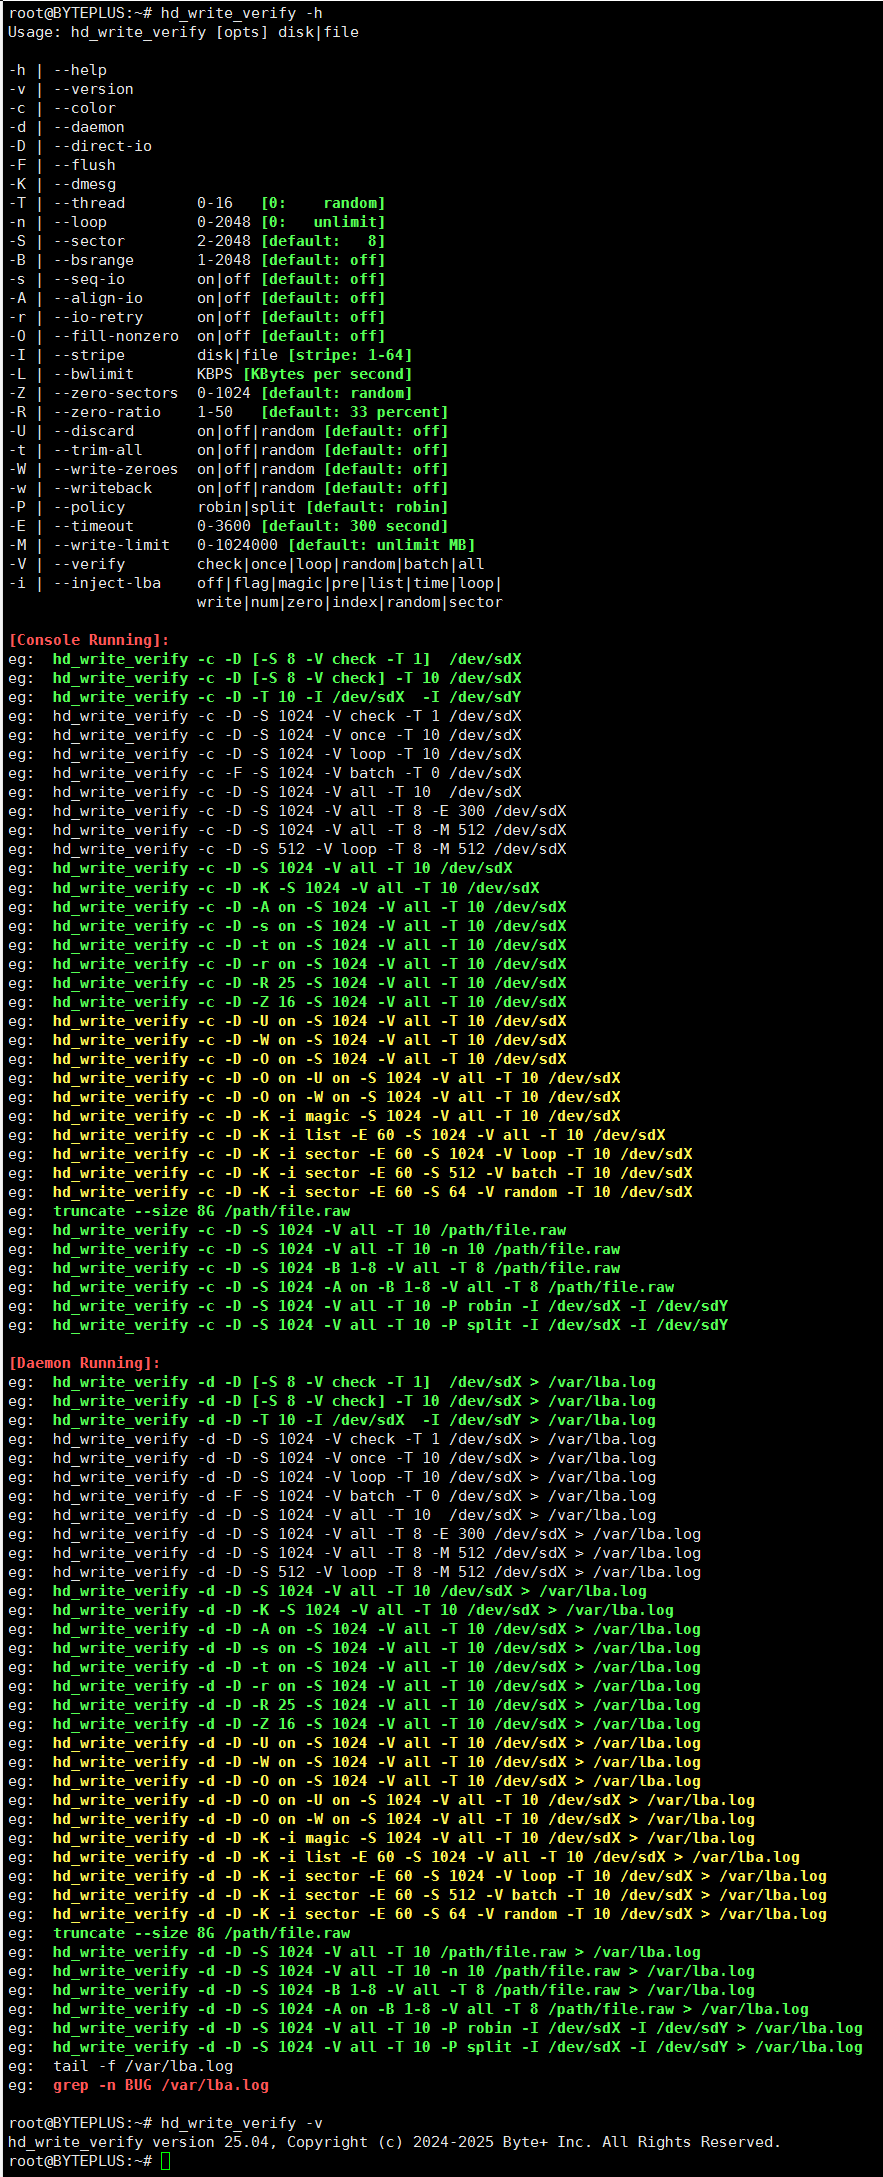 root@BYTEPLUS:~# hd_write_verify -h
Usage: hd_write_verify [opts] disk|file

-h | --help
-v | --version
-c | --color
-d | --daemon
-D | --direct-io
-F | --flush
-K | --dmesg
-T | --thread        0-16   [0:    random]
-n | --loop          0-2048 [0:   unlimit]
-S | --sector        2-2048 [default:   8]
-B | --bsrange       1-2048 [default: off]
-s | --seq-io        on|off [default: off]
-A | --align-io      on|off [default: off]
-r | --io-retry      on|off [default: off]
-O | --fill-nonzero  on|off [default: off]
-I | --stripe        disk|file [stripe: 1-64]
-L | --bwlimit       KBPS [KBytes per second]
-Z | --zero-sectors  0-1024 [default: random]
-R | --zero-ratio    1-50   [default: 33 percent]
-U | --discard       on|off|random [default: off]
-t | --trim-all      on|off|random [default: off]
-W | --write-zeroes  on|off|random [default: off]
-w | --writeback     on|off|random [default: off]
-P | --policy        robin|split [default: robin]
-E | --timeout       0-3600 [default: 300 second]
-M | --write-limit   0-1024000 [default: unlimit MB]
-V | --verify        check|once|loop|random|batch|all
-i | --inject-lba    off|flag|magic|pre|list|time|loop|
                     write|num|zero|index|random|sector

[Console Running]:
eg:  hd_write_verify -c -D [-S 8 -V check -T 1]  /dev/sdX
eg:  hd_write_verify -c -D [-S 8 -V check] -T 10 /dev/sdX
eg:  hd_write_verify -c -D -T 10 -I /dev/sdX  -I /dev/sdY
eg:  hd_write_verify -c -D -S 1024 -V check -T 1 /dev/sdX
eg:  hd_write_verify -c -D -S 1024 -V once -T 10 /dev/sdX
eg:  hd_write_verify -c -D -S 1024 -V loop -T 10 /dev/sdX
eg:  hd_write_verify -c -F -S 1024 -V batch -T 0 /dev/sdX
eg:  hd_write_verify -c -D -S 1024 -V all -T 10  /dev/sdX
eg:  hd_write_verify -c -D -S 1024 -V all -T 8 -E 300 /dev/sdX
eg:  hd_write_verify -c -D -S 1024 -V all -T 8 -M 512 /dev/sdX
eg:  hd_write_verify -c -D -S 512 -V loop -T 8 -M 512 /dev/sdX
eg:  hd_write_verify -c -D -S 1024 -V all -T 10 /dev/sdX
eg:  hd_write_verify -c -D -K -S 1024 -V all -T 10 /dev/sdX
eg:  hd_write_verify -c -D -A on -S 1024 -V all -T 10 /dev/sdX
eg:  hd_write_verify -c -D -s on -S 1024 -V all -T 10 /dev/sdX
eg:  hd_write_verify -c -D -t on -S 1024 -V all -T 10 /dev/sdX
eg:  hd_write_verify -c -D -r on -S 1024 -V all -T 10 /dev/sdX
eg:  hd_write_verify -c -D -R 25 -S 1024 -V all -T 10 /dev/sdX
eg:  hd_write_verify -c -D -Z 16 -S 1024 -V all -T 10 /dev/sdX
eg:  hd_write_verify -c -D -U on -S 1024 -V all -T 10 /dev/sdX
eg:  hd_write_verify -c -D -W on -S 1024 -V all -T 10 /dev/sdX
eg:  hd_write_verify -c -D -O on -S 1024 -V all -T 10 /dev/sdX
eg:  hd_write_verify -c -D -O on -U on -S 1024 -V all -T 10 /dev/sdX
eg:  hd_write_verify -c -D -O on -W on -S 1024 -V all -T 10 /dev/sdX
eg:  hd_write_verify -c -D -K -i magic -S 1024 -V all -T 10 /dev/sdX
eg:  hd_write_verify -c -D -K -i list -E 60 -S 1024 -V all -T 10 /dev/sdX
eg:  hd_write_verify -c -D -K -i sector -E 60 -S 1024 -V loop -T 10 /dev/sdX
eg:  hd_write_verify -c -D -K -i sector -E 60 -S 512 -V batch -T 10 /dev/sdX
eg:  hd_write_verify -c -D -K -i sector -E 60 -S 64 -V random -T 10 /dev/sdX
eg:  truncate --size 8G /path/file.raw
eg:  hd_write_verify -c -D -S 1024 -V all -T 10 /path/file.raw
eg:  hd_write_verify -c -D -S 1024 -V all -T 10 -n 10 /path/file.raw
eg:  hd_write_verify -c -D -S 1024 -B 1-8 -V all -T 8 /path/file.raw
eg:  hd_write_verify -c -D -S 1024 -A on -B 1-8 -V all -T 8 /path/file.raw
eg:  hd_write_verify -c -D -S 1024 -V all -T 10 -P robin -I /dev/sdX -I /dev/sdY
eg:  hd_write_verify -c -D -S 1024 -V all -T 10 -P split -I /dev/sdX -I /dev/sdY

[Daemon Running]:
eg:  hd_write_verify -d -D [-S 8 -V check -T 1]  /dev/sdX > /var/lba.log
eg:  hd_write_verify -d -D [-S 8 -V check] -T 10 /dev/sdX > /var/lba.log
eg:  hd_write_verify -d -D -T 10 -I /dev/sdX  -I /dev/sdY > /var/lba.log
eg:  hd_write_verify -d -D -S 1024 -V check -T 1 /dev/sdX > /var/lba.log
eg:  hd_write_verify -d -D -S 1024 -V once -T 10 /dev/sdX > /var/lba.log
eg:  hd_write_verify -d -D -S 1024 -V loop -T 10 /dev/sdX > /var/lba.log
eg:  hd_write_verify -d -F -S 1024 -V batch -T 0 /dev/sdX > /var/lba.log
eg:  hd_write_verify -d -D -S 1024 -V all -T 10  /dev/sdX > /var/lba.log
eg:  hd_write_verify -d -D -S 1024 -V all -T 8 -E 300 /dev/sdX > /var/lba.log
eg:  hd_write_verify -d -D -S 1024 -V all -T 8 -M 512 /dev/sdX > /var/lba.log
eg:  hd_write_verify -d -D -S 512 -V loop -T 8 -M 512 /dev/sdX > /var/lba.log
eg:  hd_write_verify -d -D -S 1024 -V all -T 10 /dev/sdX > /var/lba.log
eg:  hd_write_verify -d -D -K -S 1024 -V all -T 10 /dev/sdX > /var/lba.log
eg:  hd_write_verify -d -D -A on -S 1024 -V all -T 10 /dev/sdX > /var/lba.log
eg:  hd_write_verify -d -D -s on -S 1024 -V all -T 10 /dev/sdX > /var/lba.log
eg:  hd_write_verify -d -D -t on -S 1024 -V all -T 10 /dev/sdX > /var/lba.log
eg:  hd_write_verify -d -D -r on -S 1024 -V all -T 10 /dev/sdX > /var/lba.log
eg:  hd_write_verify -d -D -R 25 -S 1024 -V all -T 10 /dev/sdX > /var/lba.log
eg:  hd_write_verify -d -D -Z 16 -S 1024 -V all -T 10 /dev/sdX > /var/lba.log
eg:  hd_write_verify -d -D -U on -S 1024 -V all -T 10 /dev/sdX > /var/lba.log
eg:  hd_write_verify -d -D -W on -S 1024 -V all -T 10 /dev/sdX > /var/lba.log
eg:  hd_write_verify -d -D -O on -S 1024 -V all -T 10 /dev/sdX > /var/lba.log
eg:  hd_write_verify -d -D -O on -U on -S 1024 -V all -T 10 /dev/sdX > /var/lba.log
eg:  hd_write_verify -d -D -O on -W on -S 1024 -V all -T 10 /dev/sdX > /var/lba.log
eg:  hd_write_verify -d -D -K -i magic -S 1024 -V all -T 10 /dev/sdX > /var/lba.log
eg:  hd_write_verify -d -D -K -i list -E 60 -S 1024 -V all -T 10 /dev/sdX > /var/lba.log
eg:  hd_write_verify -d -D -K -i sector -E 60 -S 1024 -V loop -T 10 /dev/sdX > /var/lba.log
eg:  hd_write_verify -d -D -K -i sector -E 60 -S 512 -V batch -T 10 /dev/sdX > /var/lba.log
eg:  hd_write_verify -d -D -K -i sector -E 60 -S 64 -V random -T 10 /dev/sdX > /var/lba.log
eg:  truncate --size 8G /path/file.raw
eg:  hd_write_verify -d -D -S 1024 -V all -T 10 /path/file.raw > /var/lba.log
eg:  hd_write_verify -d -D -S 1024 -V all -T 10 -n 10 /path/file.raw > /var/lba.log
eg:  hd_write_verify -d -D -S 1024 -B 1-8 -V all -T 8 /path/file.raw > /var/lba.log
eg:  hd_write_verify -d -D -S 1024 -A on -B 1-8 -V all -T 8 /path/file.raw > /var/lba.log
eg:  hd_write_verify -d -D -S 1024 -V all -T 10 -P robin -I /dev/sdX -I /dev/sdY > /var/lba.log
eg:  hd_write_verify -d -D -S 1024 -V all -T 10 -P split -I /dev/sdX -I /dev/sdY > /var/lba.log
eg:  tail -f /var/lba.log
eg:  grep -n BUG /var/lba.log

root@BYTEPLUS:~# hd_write_verify -v
hd_write_verify version 25.04, Copyright (c) 2024-2025 Byte+ Inc. All Rights Reserved.
root@BYTEPLUS:~#